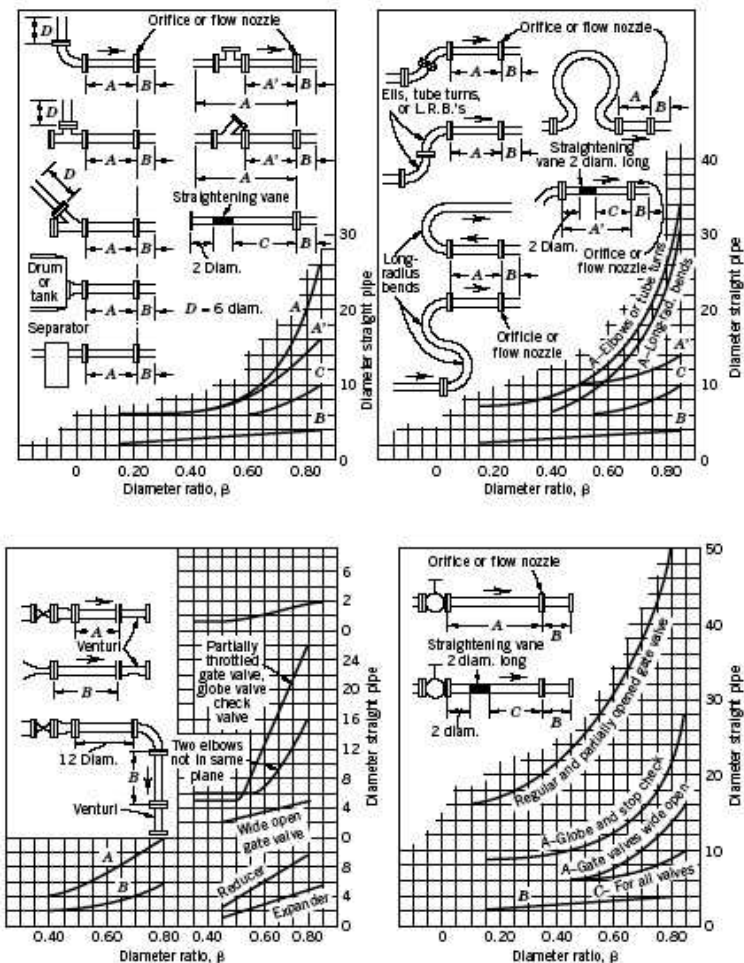 D
Orifice or flow nozzle
A
B
A'
B
A
D
A
B
A'
B
A
D
A
B
Straightening vane
C
B
2 Diam.
Drum
or
tank
A
B
D = 6 diam.
Separator
A
B
A
A'
C
B
30
20
10
0
Diameter straight pipe
0
0.20
0.40
0.60
0.80
Diameter ratio, β
Orifice or flow nozzle
A
B
Ells, tube turns,
or L.R.B.'s
A
B
A
B
Straightening
vane 2 diam. long
C
B
2 Diam.
A'
Orifice
or flow nozzle
Long-
radius
bends
A
B
Orificie or
flow nozzle
A-Elbows or tube turns
A-Long-rad. bends
A'
C
B
40
30
20
10
0
Diameter straight pipe
0
0.20
0.40
0.60
0.80
Diameter ratio, β
A
Venturi
B
12 Diam.
B
Venturi
A
B
Partially
throttled
gate valve,
globe valve
check
valve
Two elbows
not in same
plane
Wide open
gate valve
Reducer
Expander
6
2
0
24
20
16
12
8
4
0
8
4
0
Diameter straight pipe
0.40
0.60
0.80
0.40
0.60
0.80
Diameter ratio, β
Orifice or flow nozzle
A
B
Straightening vane
2 diam. long
C
B
2 diam.
Regular and partially opened gate valve
A-Globe and stop check
A-Gate valves wide open
C- For all valves
B
50
40
30
20
10
0
Diameter straight pipe
0
0.20
0.40
0.60
0.80
Diameter ratio, β